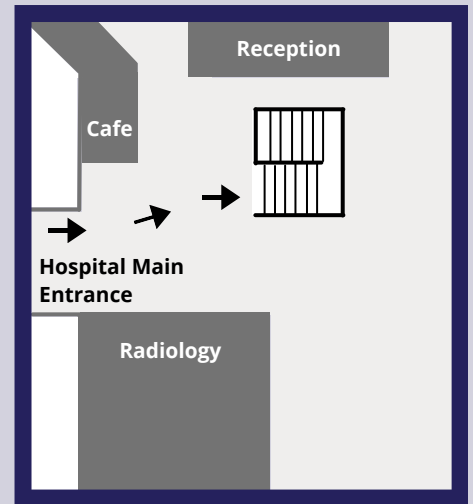 Reception
Cafe
Hospital Main
Entrance
Radiology